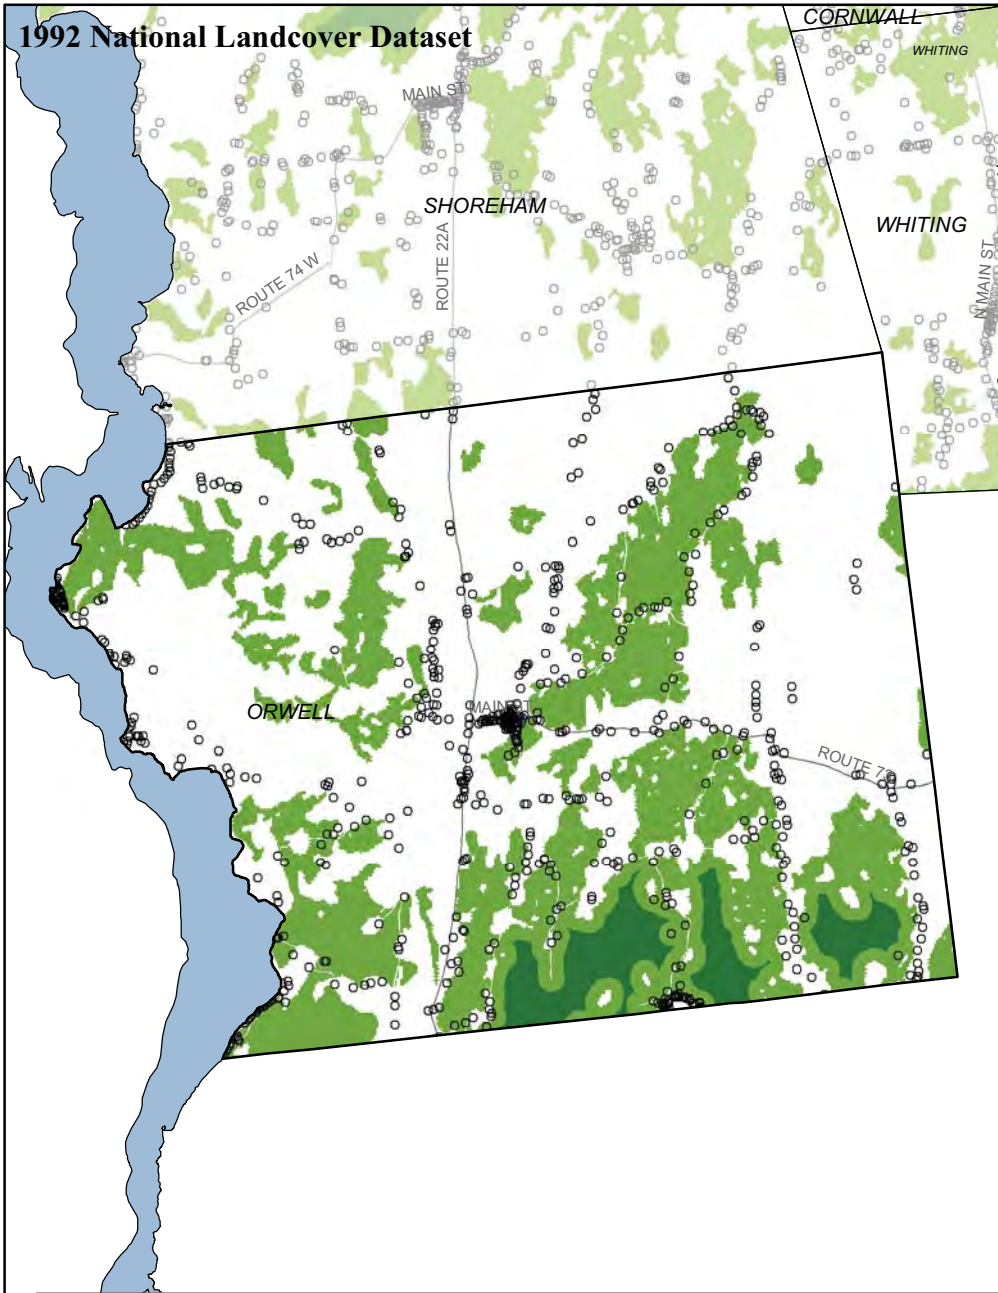 CORNWALL
1992 National Landcover Dataset
WHITING
MAIN ST
SHOREHAM
WHITING
ROUTE 22A
ROUTE 74 W
N MAIN ST
MAIN ST
ORWELL
ROUTE 73